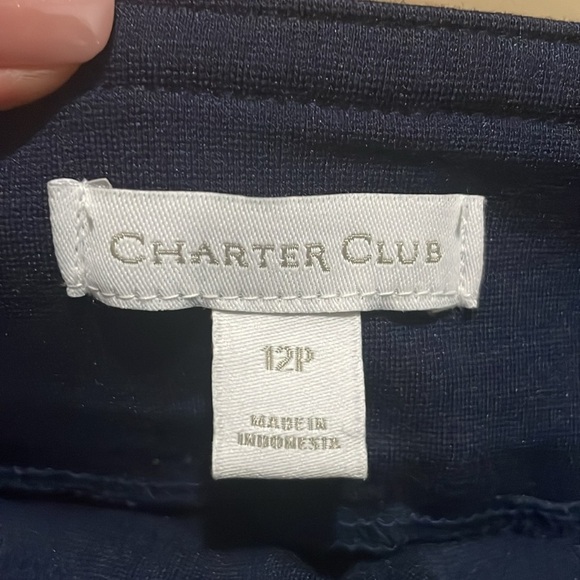 CHARTER CLUB
12P
MADE IN
INDONESIA